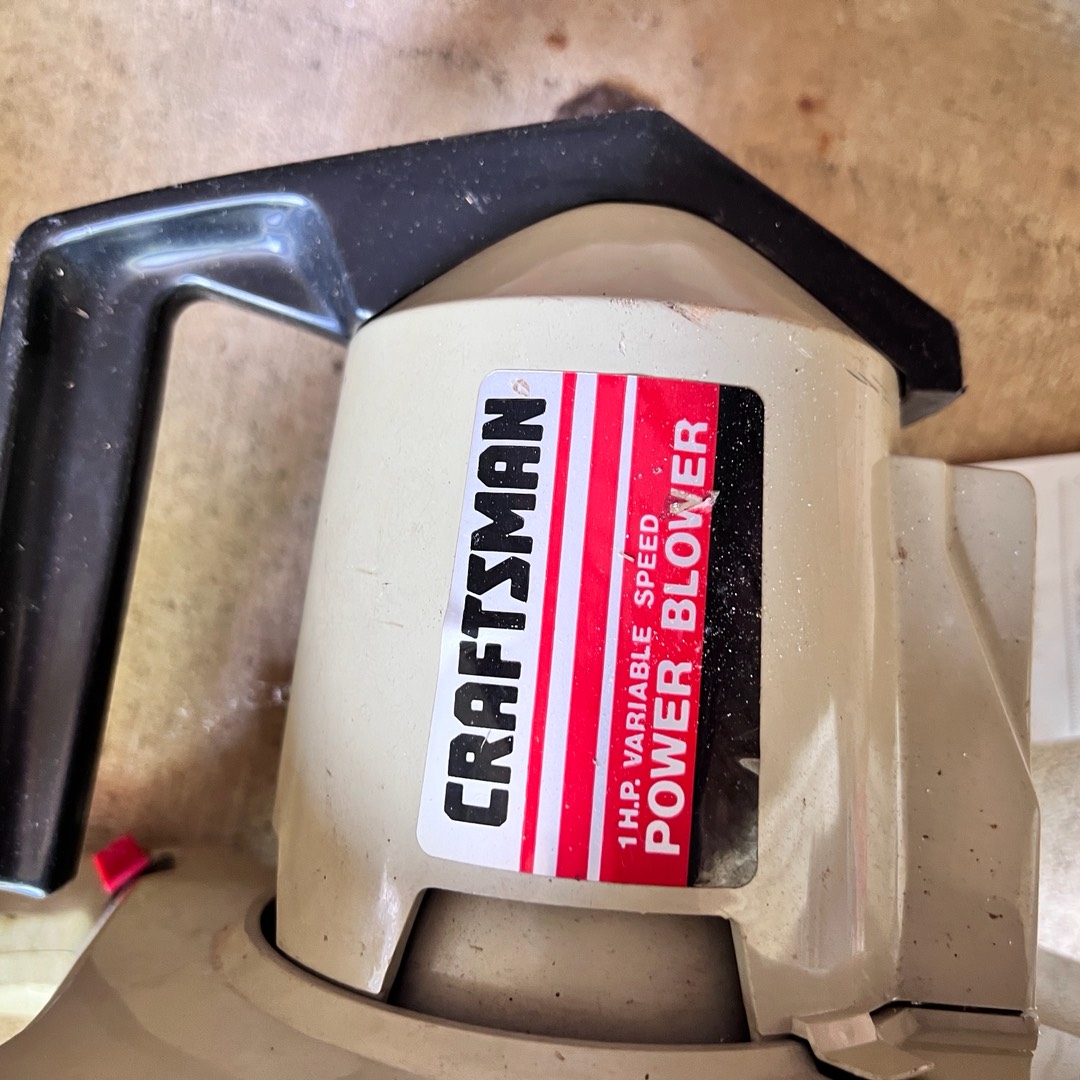 CRAFTSMAN
1 H.P. VARIABLE SPEED
POWER BLOWER